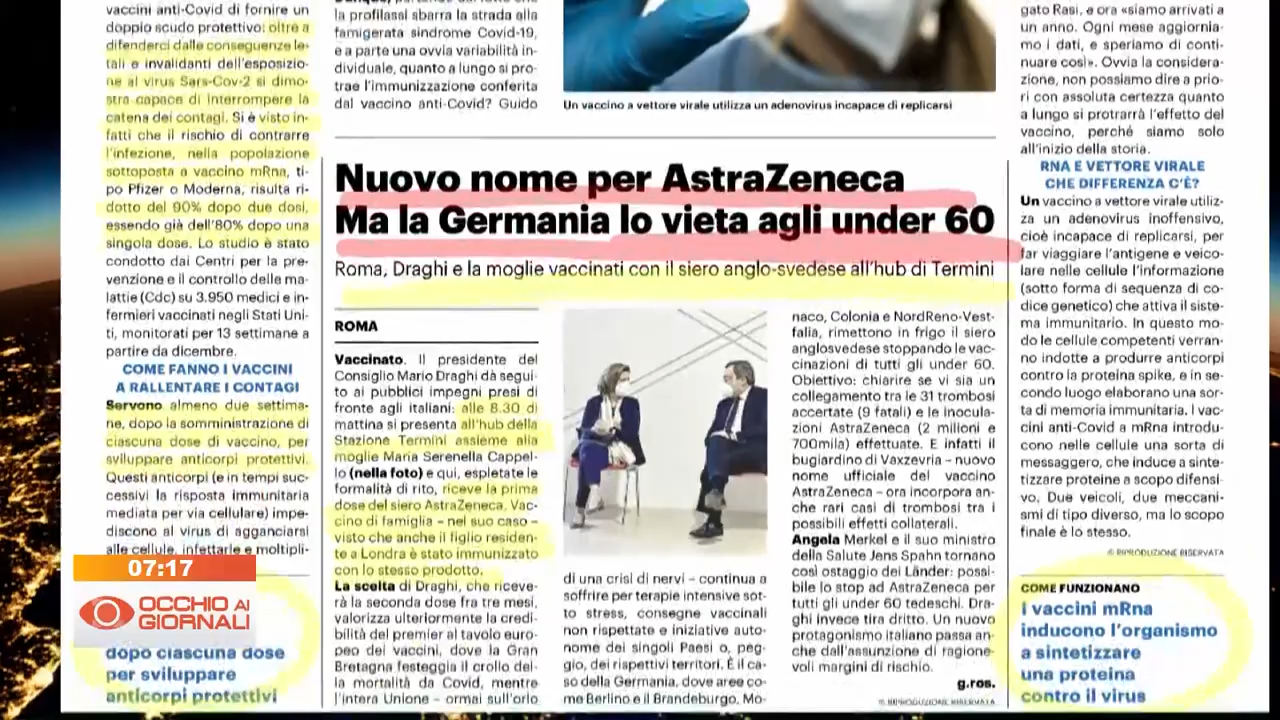 vaccini anti-Covid di fornire un
doppio scudo protettivo: oltre a
difenderci dalle conseguenze le-
tali e invalidanti dell'esposizio-
ne al virus Sars-Cov-2 si dimo-
stra capace di interrompere la
catena dei contagi. Si è visto in-
fatti che il rischio di contrarre
l'infezione, nella popolazione
sottoposta a vaccino mRna, ti-
po Pfizer o Moderna, risulta ri-
dotto del 90% dopo due dosi,
essendo già dell'80% dopo una
singola dose. Lo studio è stato
condotto dai Centri per la pre-
venzione e il controllo delle ma-
lattie (Cdc) su 3.950 medici e in-
fermieri vaccinati negli Stati Uni-
ti, monitorati per 13 settimane a
partire da dicembre.
COME FANNO I VACCINI
A RALLENTARE I CONTAGI
Servono almeno due settima-
ne, dopo la somministrazione di
ciascuna dose di vaccino, per
sviluppare anticorpi protettivi.
Questi anticorpi (e in tempi suc-
cessivi la risposta immunitaria
mediata per via cellulare) impe-
discono al virus di agganciarsi
alle cellule, infettarle e moltipli-
07:17
OCCHIO AI
GIORNALI
dopo ciascuna dose
per sviluppare
anticorpi protettivi
la profilassi sbarra la strada alla
famigerata sindrome Covid-19,
e a parte una ovvia variabilità in-
dividuale, quanto a lungo si pro-
trae l'immunizzazione conferita
dal vaccino anti-Covid? Guido
Un vaccino a vettore virale utilizza un adenovirus incapace di replicarsi
Nuovo nome per AstraZeneca
Ma la Germania lo vieta agli under 60
Roma, Draghi e la moglie vaccinati con il siero anglo-svedese all'hub di Termini
ROMA
Vaccinato. Il presidente del
Consiglio Mario Draghi dà segui-
to ai pubblici impegni presi di
fronte agli italiani: alle 8.30 di
mattina si presenta all'hub della
Stazione Termini assieme alla
moglie Maria Serenella Cappel-
lo (nella foto) e qui, espletate le
formalità di rito, riceve la prima
dose del siero AstraZeneca. Vac-
cino di famiglia – nel suo caso –
visto che anche il figlio residen-
te a Londra è stato immunizzato
con lo stesso prodotto.
La scelta di Draghi, che riceve-
rà la seconda dose fra tre mesi,
valorizza ulteriormente la credi-
bilità del premier al tavolo euro-
peo dei vaccini, dove la Gran
Bretagna festeggia il crollo del-
la mortalità da Covid, mentre
l'intera Unione – ormai sull'orlo
di una crisi di nervi – continua a
soffrire per terapie intensive sot-
to stress, consegne vaccinali
non rispettate e iniziative auto-
nome dei singoli Paesi o, peg-
gio, dei rispettivi territori. È il ca-
so della Germania, dove aree co-
me Berlino e il Brandeburgo, Mo-
naco, Colonia e NordReno-Vest-
falia, rimettono in frigo il siero
anglosvedese stoppando le vac-
cinazioni di tutti gli under 60.
Obiettivo: chiarire se vi sia un
collegamento tra le 31 trombosi
accertate (9 fatali) e le inocula-
zioni AstraZeneca (2 milioni e
700mila) effettuate. E infatti il
bugiardino di Vaxzevria – nuovo
nome ufficiale del vaccino
AstraZeneca – ora incorpora an-
che rari casi di trombosi tra i
possibili effetti collaterali.
Angela Merkel e il suo ministro
della Salute Jens Spahn tornano
così ostaggio dei Länder: possi-
bile lo stop ad AstraZeneca per
tutti gli under 60 tedeschi. Dra-
ghi invece tira dritto. Un nuovo
protagonismo italiano passa an-
che dall'assunzione di ragione-
voli margini di rischio.
g.ros.
© RIPRODUZIONE RISERVATA
gato Rasi, e ora «siamo arrivati a
un anno. Ogni mese aggiornia-
mo i dati, e speriamo di conti-
nuare così». Ovvia la considera-
zione, non possiamo dire a prio-
ri con assoluta certezza quanto
a lungo si protrarrà l'effetto del
vaccino, perché siamo solo
all'inizio della storia.
RNA E VETTORE VIRALE
CHE DIFFERENZA C'È?
Un vaccino a vettore virale utiliz-
za un adenovirus inoffensivo,
cioè incapace di replicarsi, per
far viaggiare l'antigene e veico-
lare nelle cellule l'informazione
(sotto forma di sequenza di co-
dice genetico) che attiva il siste-
ma immunitario. In questo mo-
do le cellule competenti verran-
no indotte a produrre anticorpi
contro la proteina spike, e in se-
condo luogo elaborano una sor-
ta di memoria immunitaria. I vac-
cini anti-Covid a mRna introdu-
cono nelle cellule una sorta di
messaggero, che induce a sinte-
tizzare proteine a scopo difensi-
vo. Due veicoli, due meccani-
smi di tipo diverso, ma lo scopo
finale è lo stesso.
© RIPRODUZIONE RISERVATA
COME FUNZIONANO
I vaccini mRna
inducono l'organismo
a sintetizzare
una proteina
contro il virus